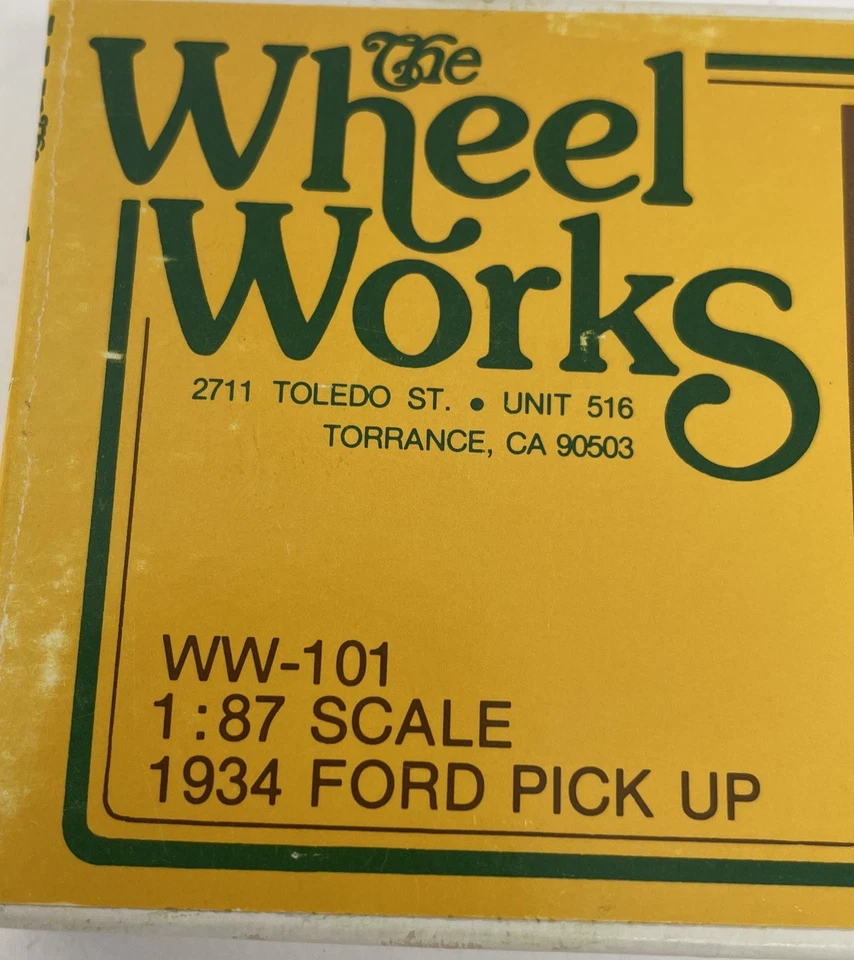 The
Wheel
Works
2711 TOLEDO ST. • UNIT 516
TORRANCE, CA 90503
WW-101
1:87 SCALE
1934 FORD PICK UP